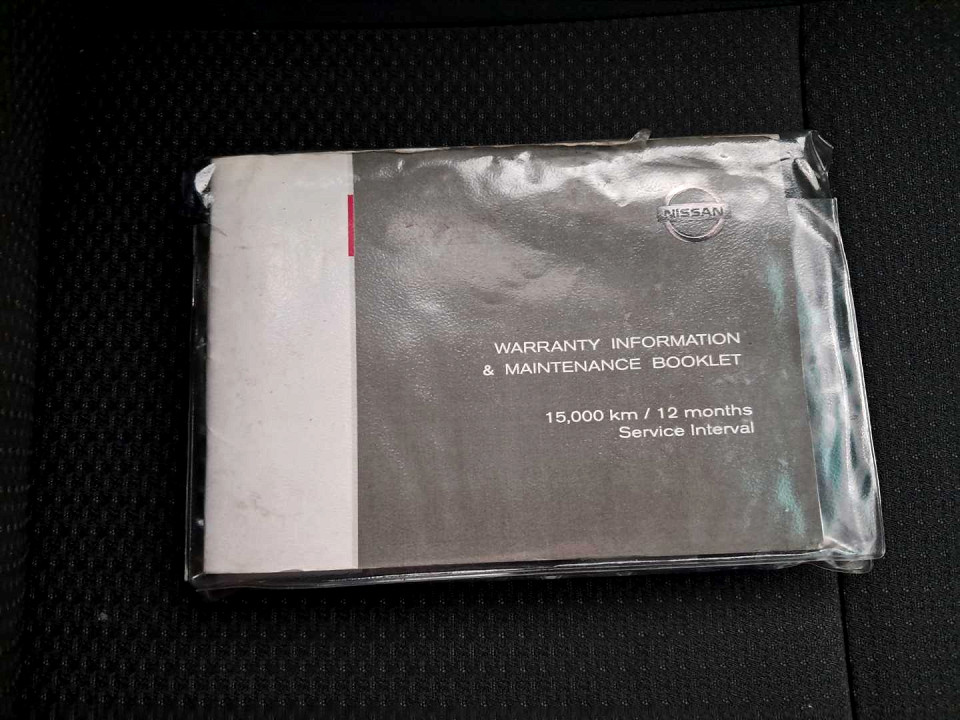 NISSAN
WARRANTY INFORMATION
& MAINTENANCE BOOKLET
15,000 km / 12 months
Service Interval